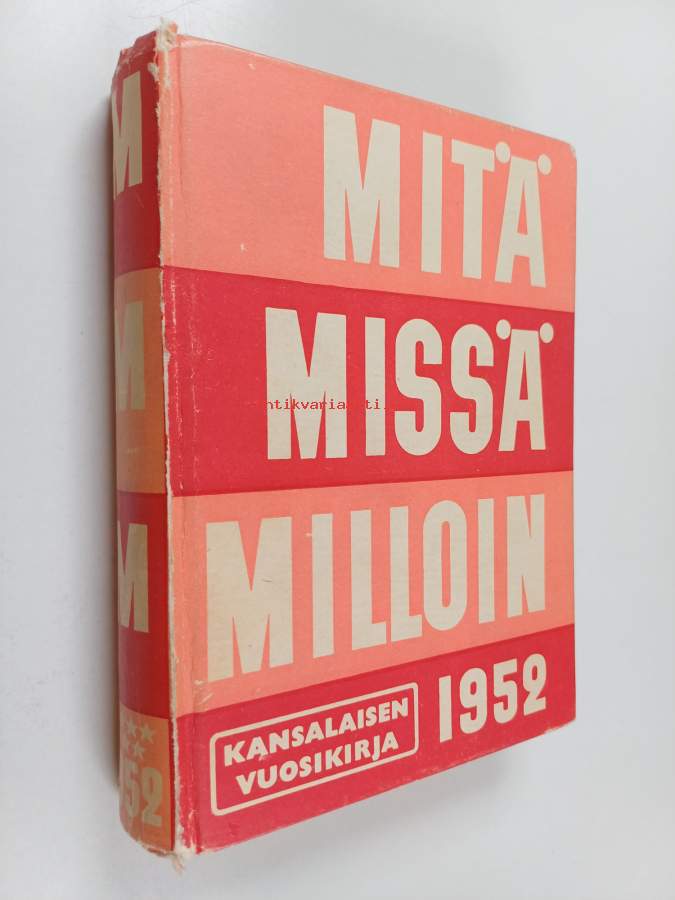 MITÄ
MISSÄ
MILLOIN
1952
KANSALAISEN
VUOSIKIRJA
M
M
M
1952